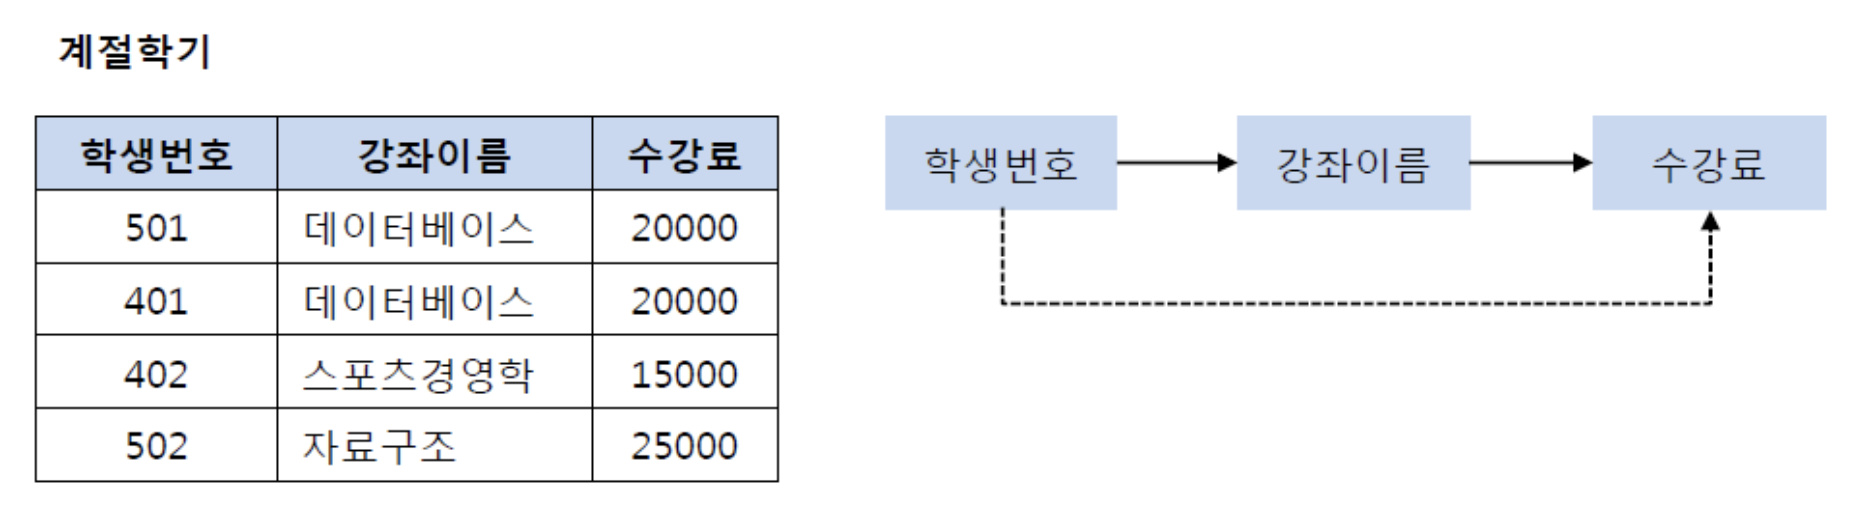 계절학기
학생번호 강좌이름 수강료
501 데이터베이스 20000
401 데이터베이스 20000
402 스포츠경영학 15000
502 자료구조 25000
학생번호 강좌이름 수강료